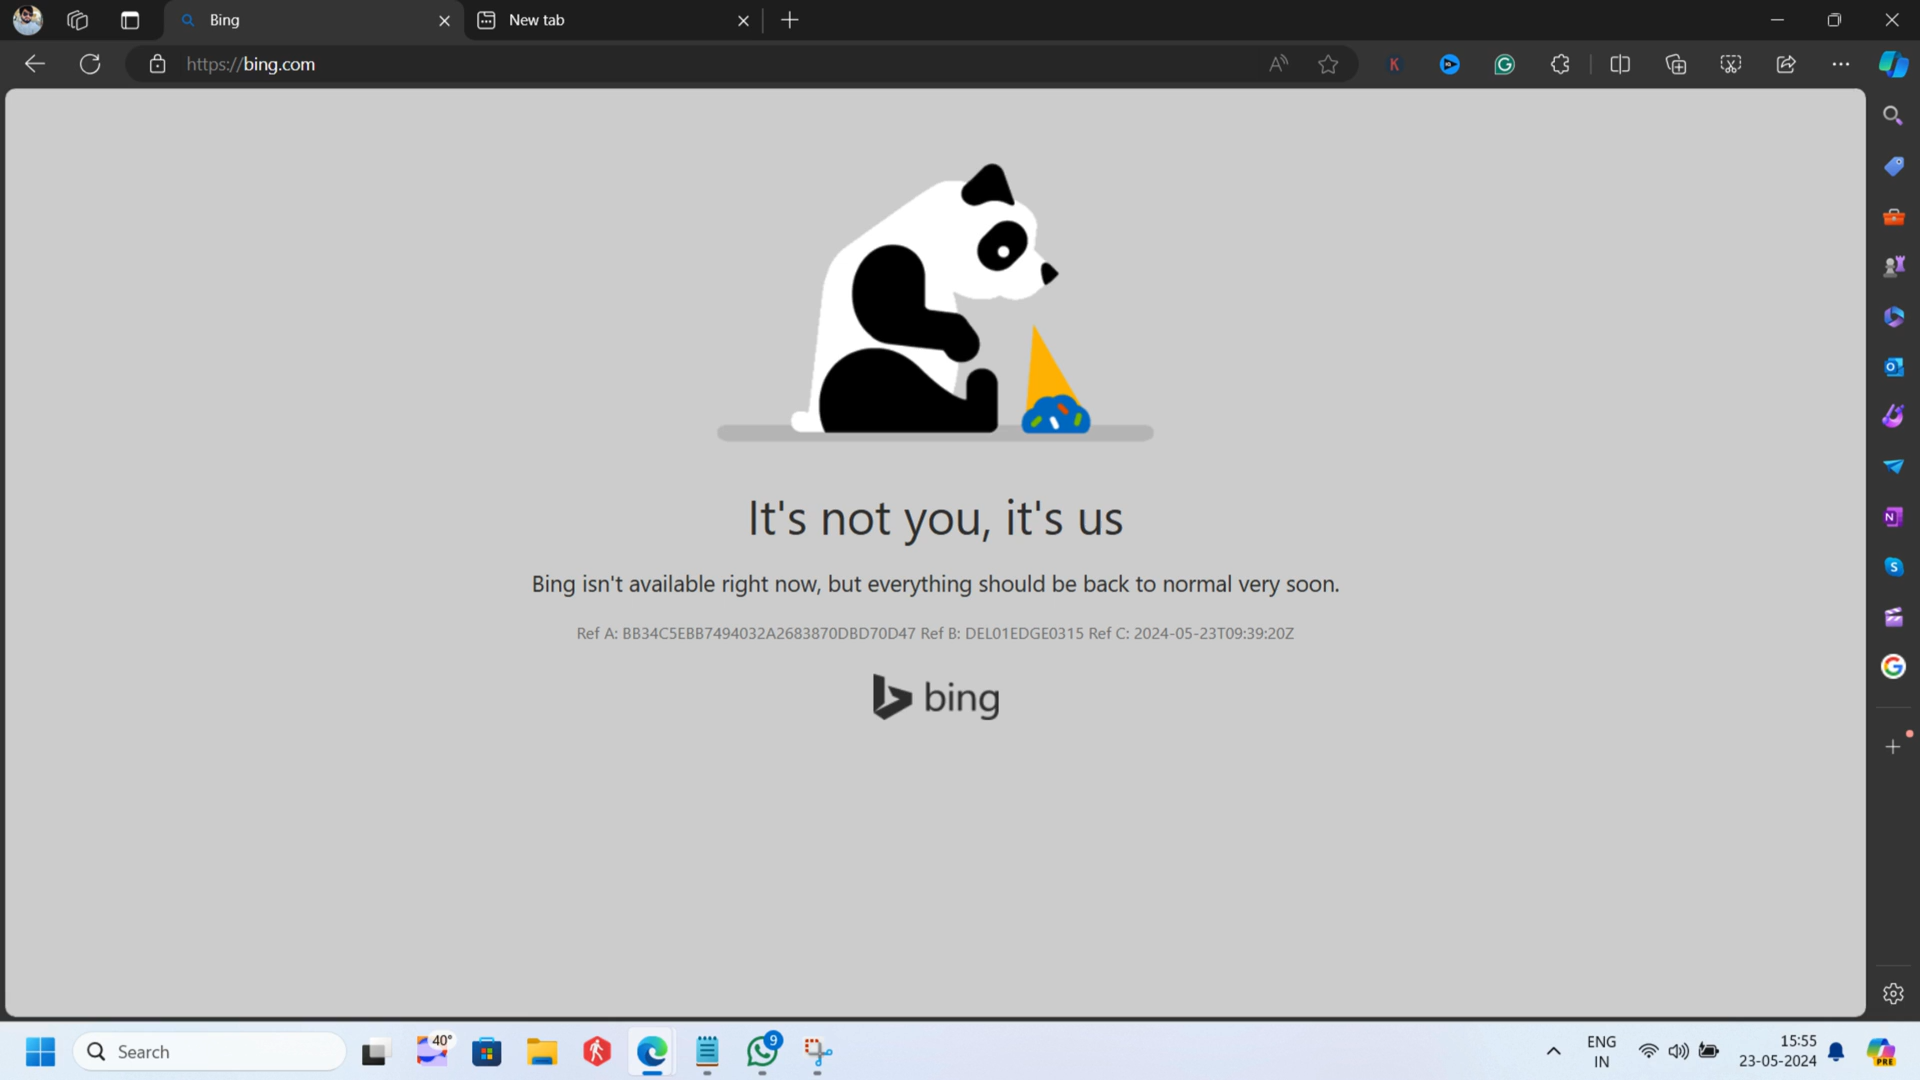 Bing
New tab
https://bing.com
It's not you, it's us
Bing isn't available right now, but everything should be back to normal very soon.
Ref A: BB34C5EBB7494032A2683870DBD70D47 Ref B: DEL01EDGE0315 Ref C: 2024-05-23T09:39:20Z
bing
Search
40°
9
ENG
IN
15:55
23-05-2024
PRE